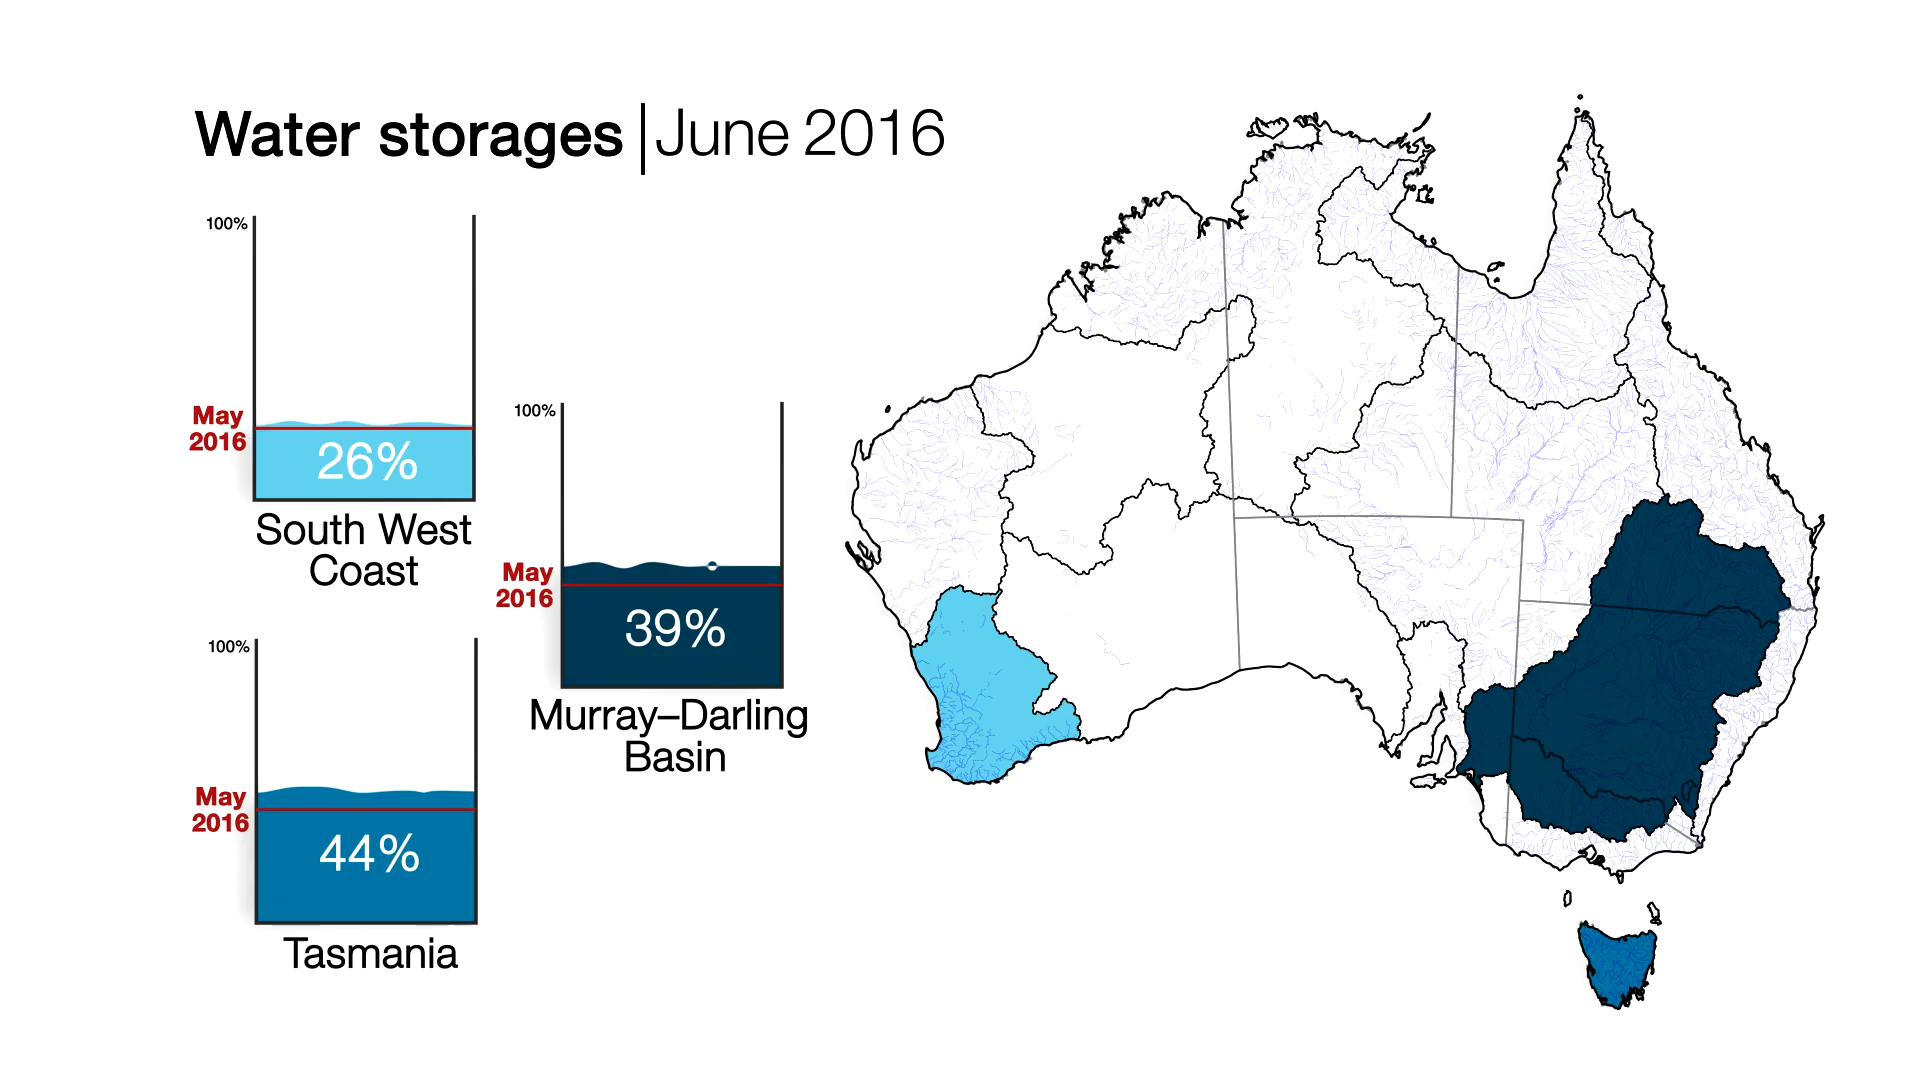 Water storages | June 2016
100%
May
2016
26%
South West
Coast
100%
May
2016
39%
Murray–Darling
Basin
100%
May
2016
44%
Tasmania